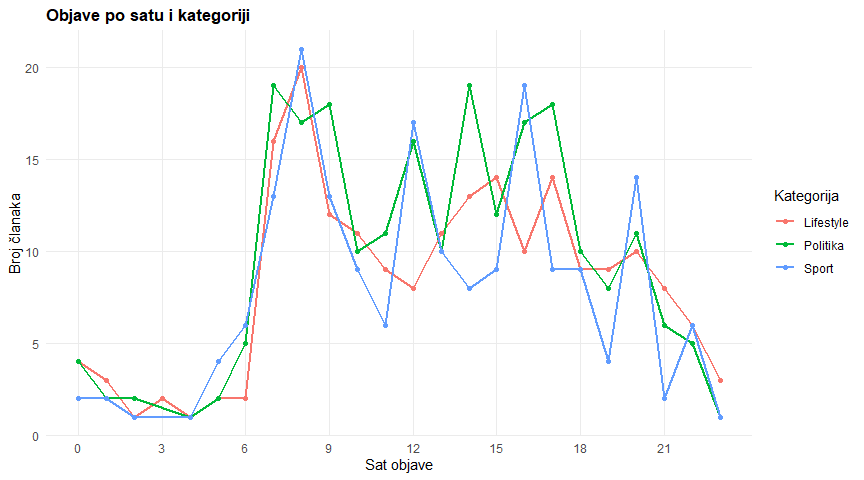 Objave po satu i kategoriji
Broj članaka
20
15
10
5
0
0 3 6 9 12 15 18 21
Sat objave
Kategorija
Lifestyle
Politika
Sport